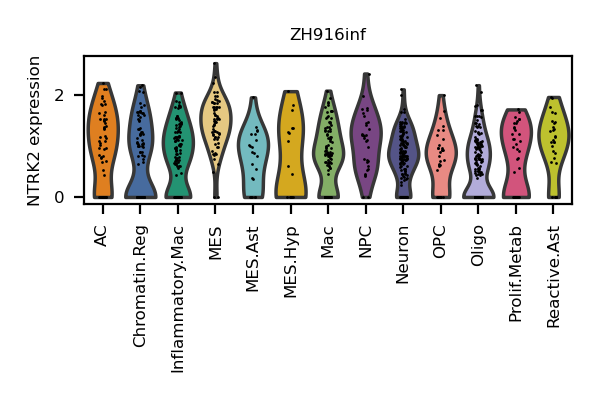 ZH916inf
NTRK2 expression
2
0
AC
Chromatin.Reg
Inflammatory.Mac
MES
MES.Ast
MES.Hyp
Mac
NPC
Neuron
OPC
Oligo
Prolif.Metab
Reactive.Ast